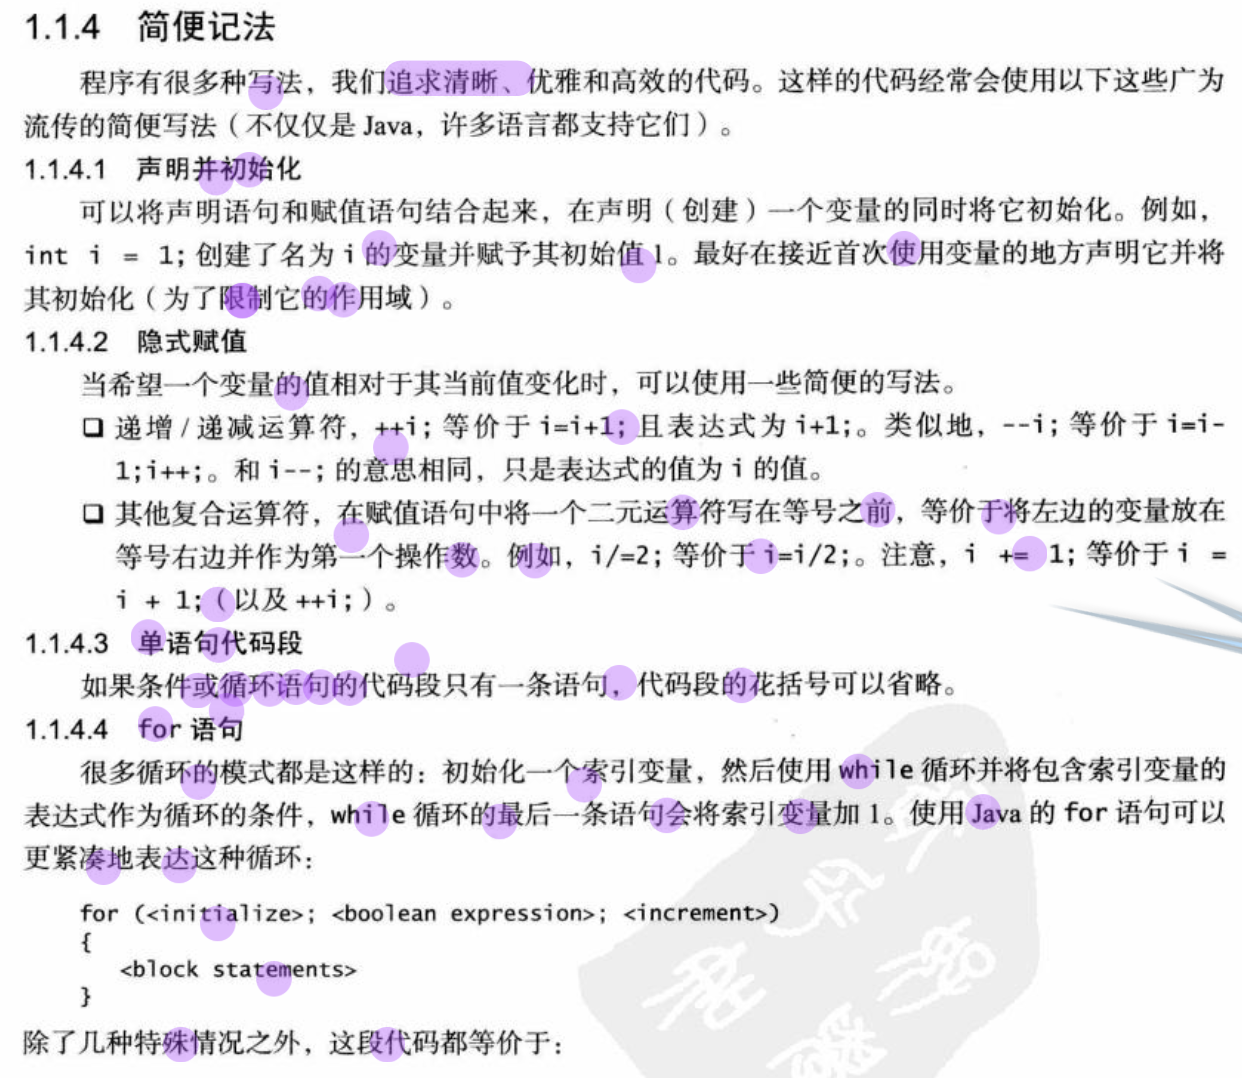 1.1.4 简便记法
程序有很多种写法，我们追求清晰、优雅和高效的代码。这样的代码经常会使用以下这些广为
流传的简便写法（不仅仅是 Java，许多语言都支持它们）。
1.1.4.1 声明并初始化
可以将声明语句和赋值语句结合起来，在声明（创建）一个变量的同时将它初始化。例如，
int i = 1; 创建了名为 i 的变量并赋予其初始值 1。最好在接近首次使用变量的地方声明它并将
其初始化（为了限制它的作用域）。
1.1.4.2 隐式赋值
当希望一个变量的值相对于其当前值变化时，可以使用一些简便的写法。
❑ 递增/递减运算符，++i; 等价于 i=i+1; 且表达式为 i+1;。类似地，--i; 等价于 i=i-
1;i++;。和 i--; 的意思相同，只是表达式的值为 i 的值。
❑ 其他复合运算符，在赋值语句中将一个二元运算符写在等号之前，等价于将左边的变量放在
等号右边并作为第一个操作数。例如，i/=2; 等价于 i=i/2;。注意，i += 1; 等价于 i =
i + 1;（以及 ++i;）。
1.1.4.3 单语句代码段
如果条件或循环语句的代码段只有一条语句，代码段的花括号可以省略。
1.1.4.4 for 语句
很多循环的模式都是这样的：初始化一个索引变量，然后使用 while 循环并将包含索引变量的
表达式作为循环的条件，while 循环的最后一条语句会将索引变量加 1。使用 Java 的 for 语句可以
更紧凑地表达这种循环：
for (<initialize>; <boolean expression>; <increment>)
{
<block statements>
}
除了几种特殊情况之外，这段代码都等价于：